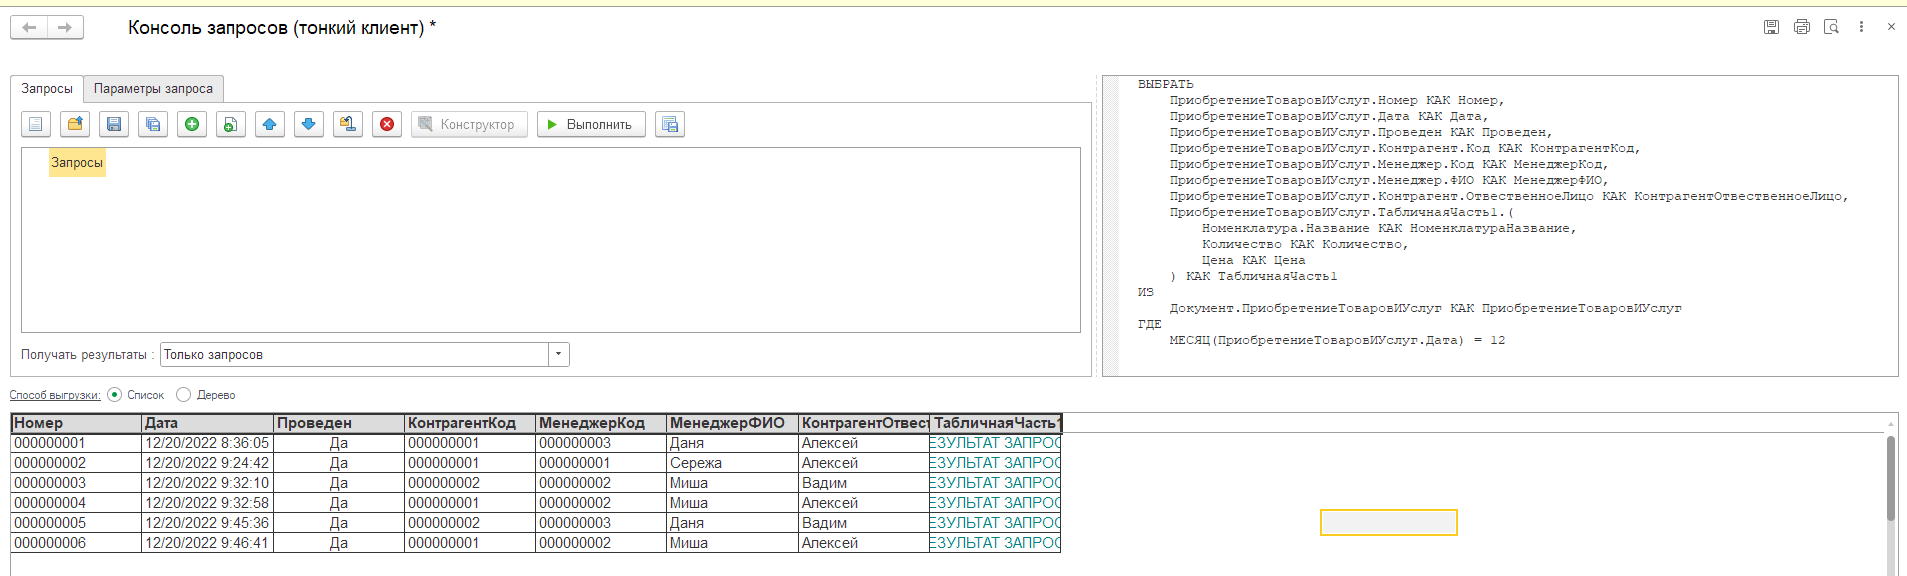 Консоль запросов (тонкий клиент) *
Запросы
Параметры запроса
Конструктор
Выполнить
Запросы
Получать результаты :
Только запросов
ВЫБРАТЬ
ПриобретениеТоваровИУслуг.Номер КАК Номер,
ПриобретениеТоваровИУслуг.Дата КАК Дата,
ПриобретениеТоваровИУслуг.Проведен КАК Проведен,
ПриобретениеТоваровИУслуг.Контрагент.Код КАК КонтрагентКод,
ПриобретениеТоваровИУслуг.Менеджер.Код КАК МенеджерКод,
ПриобретениеТоваровИУслуг.Менеджер.ФИО КАК МенеджерФИО,
ПриобретениеТоваровИУслуг.Контрагент.ОтвественноеЛицо КАК КонтрагентОтвественноеЛицо,
ПриобретениеТоваровИУслуг.ТабличнаяЧасть1.(
Номенклатура.Название КАК НоменклатураНазвание,
Количество КАК Количество,
Цена КАК Цена
) КАК ТабличнаяЧасть1
ИЗ
Документ.ПриобретениеТоваровИУслуг КАК ПриобретениеТоваровИУслуг
ГДЕ
МЕСЯЦ(ПриобретениеТоваровИУслуг.Дата) = 12
Способ выгрузки: Список Дерево
Номер Дата Проведен КонтрагентКод МенеджерКод МенеджерФИО КонтрагентОтвест ТабличнаяЧасть1
000000001 12/20/2022 8:36:05 Да 000000001 000000003 Даня Алексей ЕЗУЛЬТАТ ЗАПРОС
000000002 12/20/2022 9:24:42 Да 000000001 000000001 Сережа Алексей ЕЗУЛЬТАТ ЗАПРОС
000000003 12/20/2022 9:32:10 Да 000000002 000000002 Миша Вадим ЕЗУЛЬТАТ ЗАПРОС
000000004 12/20/2022 9:32:58 Да 000000001 000000002 Миша Алексей ЕЗУЛЬТАТ ЗАПРОС
000000005 12/20/2022 9:45:36 Да 000000002 000000003 Даня Вадим ЕЗУЛЬТАТ ЗАПРОС
000000006 12/20/2022 9:46:41 Да 000000001 000000002 Миша Алексей ЕЗУЛЬТАТ ЗАПРОС